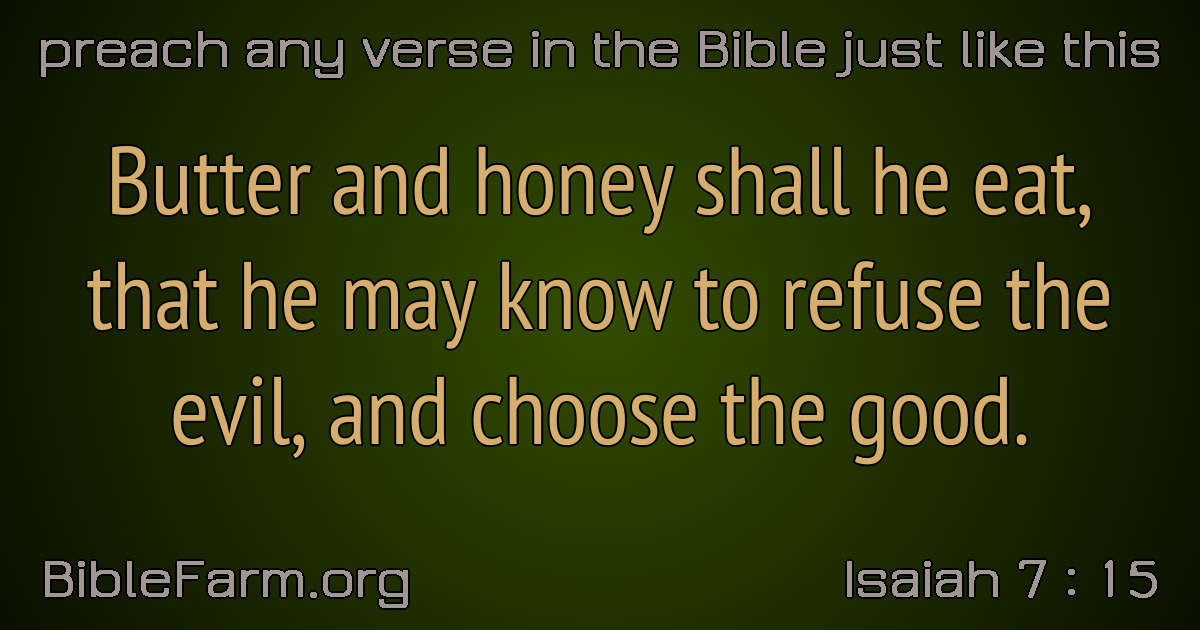 preach any verse in the Bible just like this
Butter and honey shall he eat,
that he may know to refuse the
evil, and choose the good.
BibleFarm.org
Isaiah 7 : 15